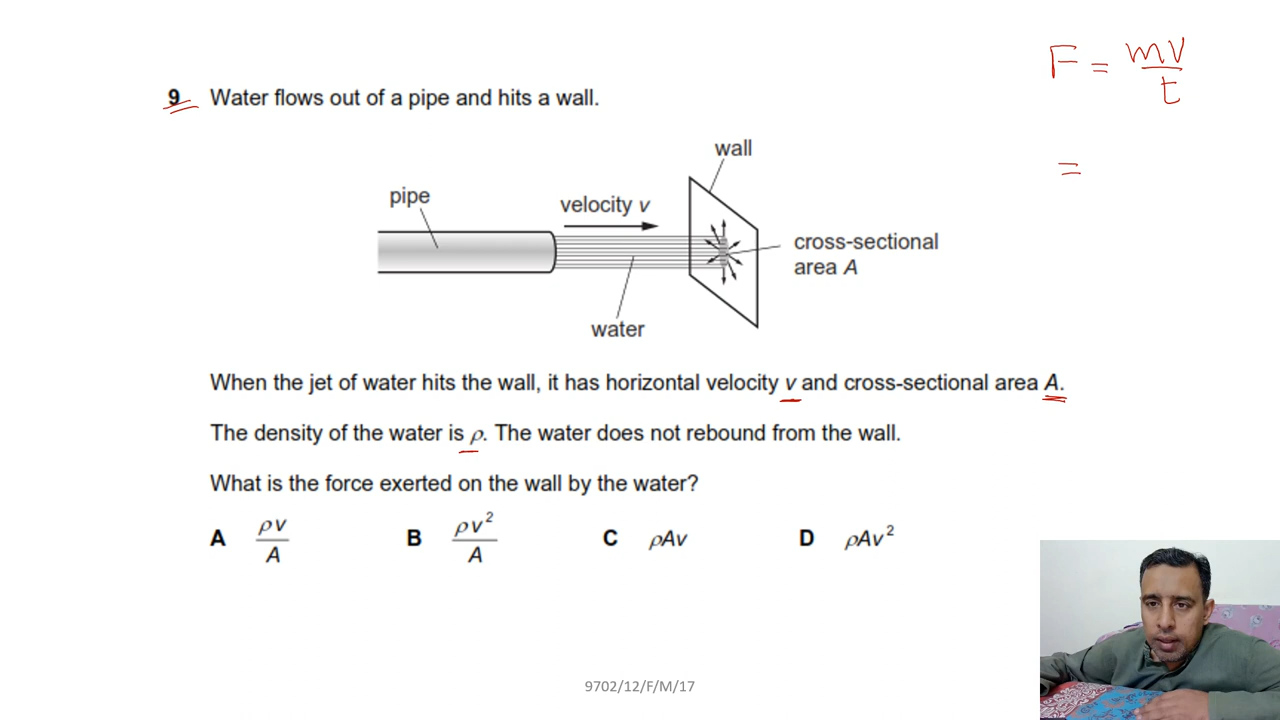 F = mv/t
=
9 Water flows out of a pipe and hits a wall.
wall
pipe
velocity v
cross-sectional
area A
water
When the jet of water hits the wall, it has horizontal velocity v and cross-sectional area A.
The density of the water is ρ. The water does not rebound from the wall.
What is the force exerted on the wall by the water?
A ρv/A B ρv²/A C ρAv D ρAv²
9702/12/F/M/17